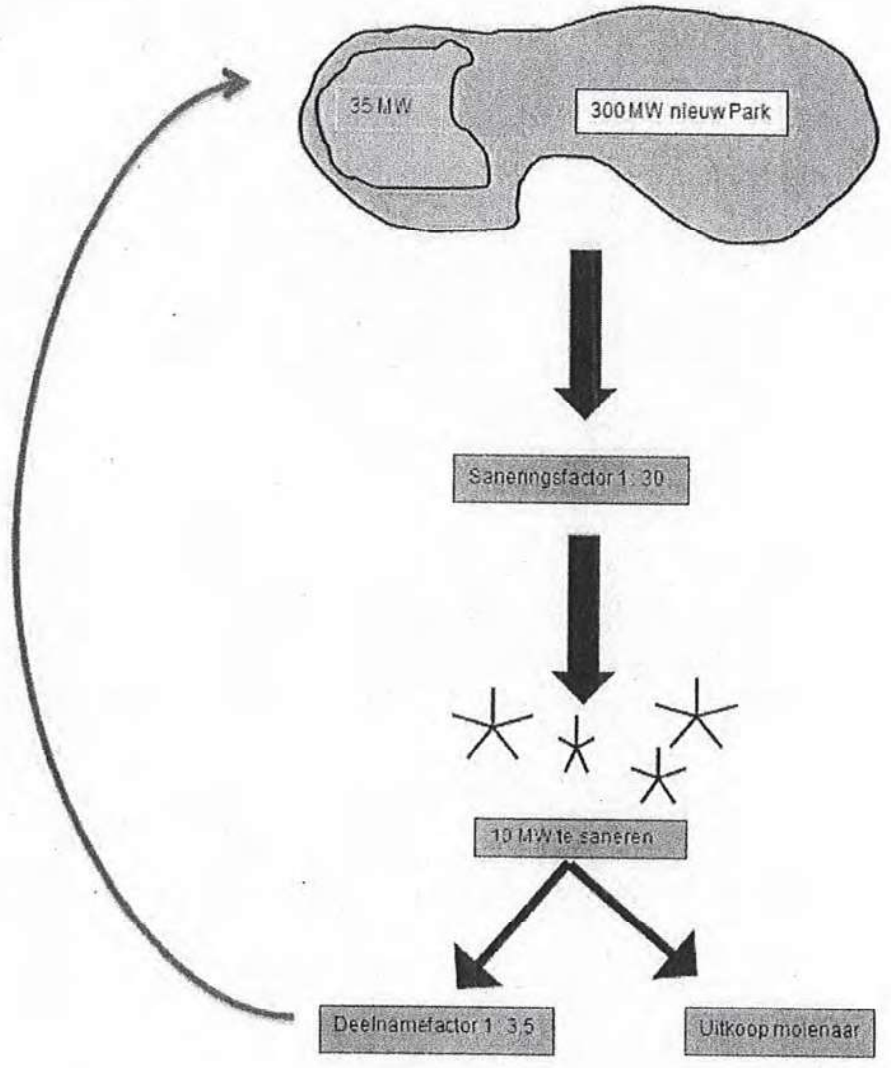 35 MW
300 MW nieuw Park
Saneringsfactor 1 : 30
10 MW te saneren
Deelnamefactor 1 : 3,5
Uitkoop molenaar